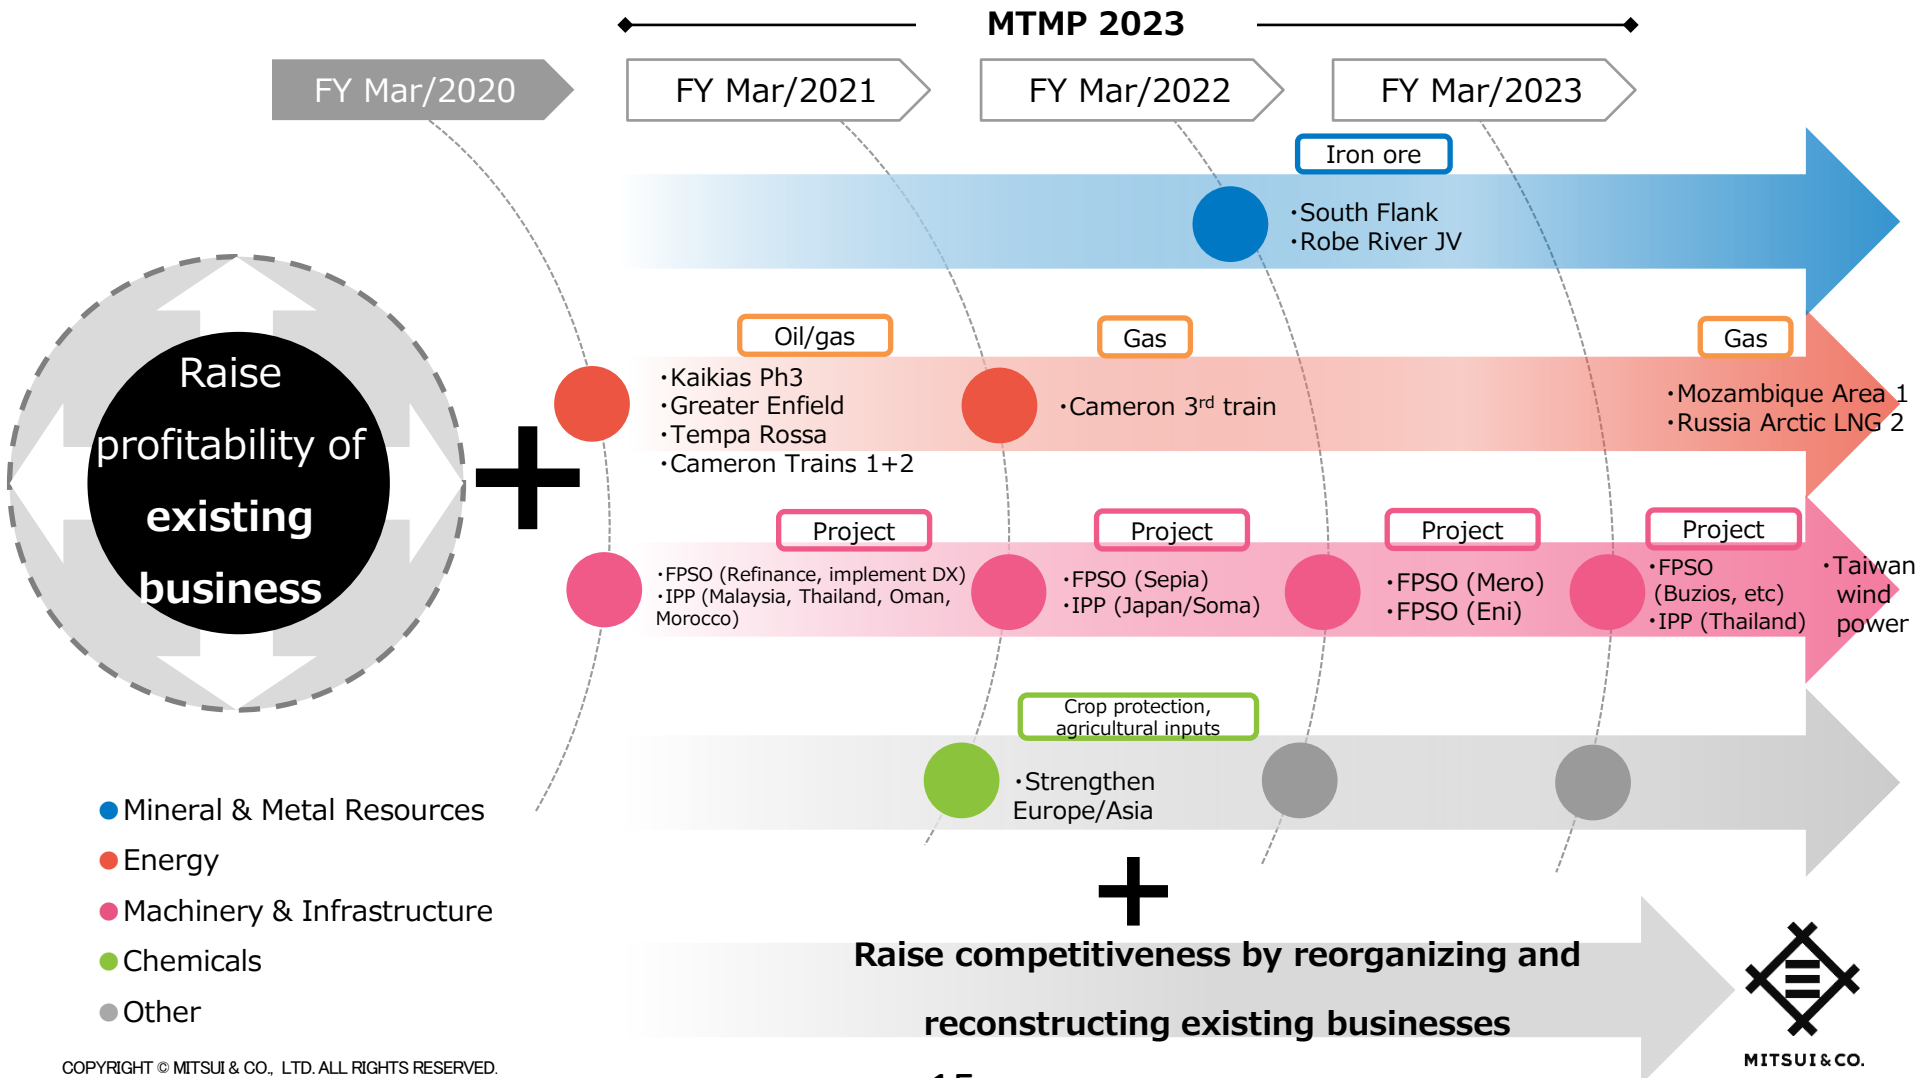 MTMP 2023
FY Mar/2020
FY Mar/2021
FY Mar/2022
FY Mar/2023
Iron ore
・South Flank
・Robe River JV
Raise
profitability of
existing
business
Oil/gas
・Kaikias Ph3
・Greater Enfield
・Tempa Rossa
・Cameron Trains 1+2
Gas
・Cameron 3rd train
Gas
・Mozambique Area 1
・Russia Arctic LNG 2
Project
・FPSO (Refinance, implement DX)
・IPP (Malaysia, Thailand, Oman,
Morocco)
Project
・FPSO (Sepia)
・IPP (Japan/Soma)
Project
・FPSO (Mero)
・FPSO (Eni)
Project
・FPSO
(Buzios, etc)
・IPP (Thailand)
・Taiwan
wind
power
Crop protection,
agricultural inputs
・Strengthen
Europe/Asia
Mineral & Metal Resources
Energy
Machinery & Infrastructure
Chemicals
Other
Raise competitiveness by reorganizing and
reconstructing existing businesses
MITSUI & CO.
COPYRIGHT © MITSUI & CO., LTD. ALL RIGHTS RESERVED.
15